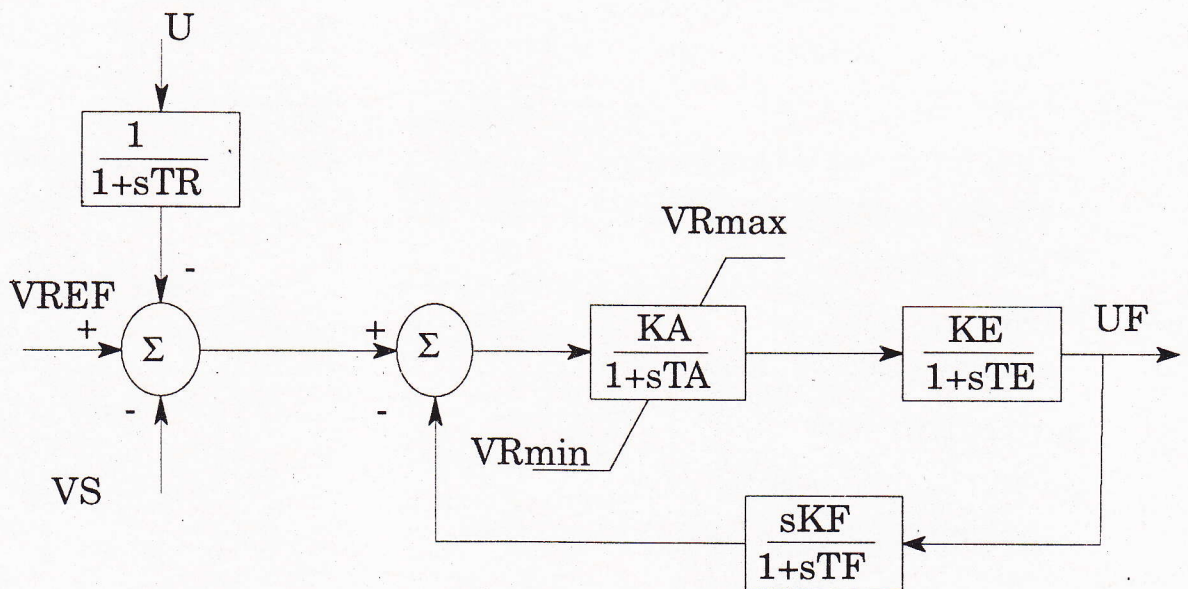 U
1
1+sTR
-
VRmax
VREF
+
Σ
-
VS
+
Σ
-
KA
1+sTA
VRmin
KE
1+sTE
UF
sKF
1+sTF